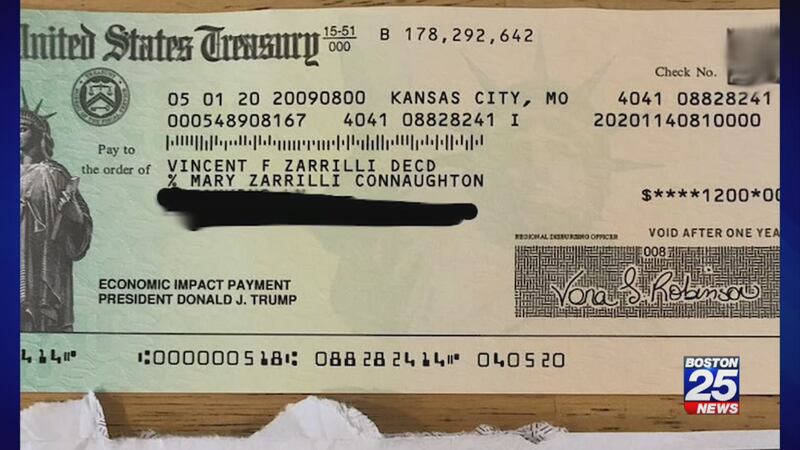 United States Treasury 15-51 000 B 178,292,642
Check No.
05 01 20 20090800 KANSAS CITY, MO 4041 08828241
000548908167 4041 08828241 I 20201140810000
Pay to
the order of
VINCENT F ZARRILLI DECD
% MARY ZARRILLI CONNAUGHTON
$****1200*00
REGIONAL DISBURSING OFFICER VOID AFTER ONE YEA
0087
Vona S. Robinson
ECONOMIC IMPACT PAYMENT
PRESIDENT DONALD J. TRUMP
414⑈ ⑆000000518⑆ 088282414⑈ 040520
BOSTON
25
NEWS